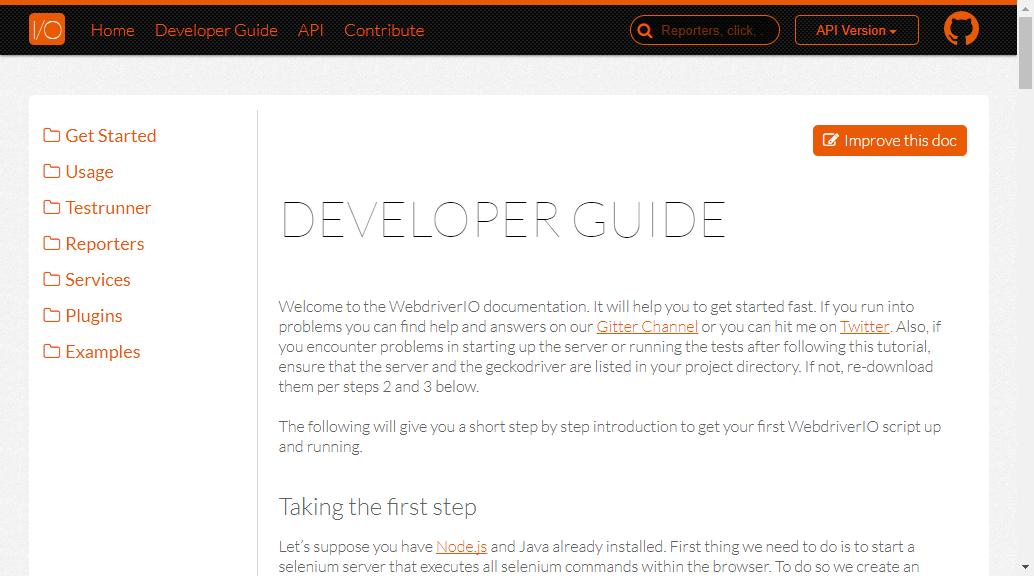 I/O Home Developer Guide API Contribute Reporters, click, . API Version
Get Started
Usage
Testrunner
Reporters
Services
Plugins
Examples
Improve this doc
DEVELOPER GUIDE
Welcome to the WebdriverIO documentation. It will help you to get started fast. If you run into
problems you can find help and answers on our Gitter Channel or you can hit me on Twitter. Also, if
you encounter problems in starting up the server or running the tests after following this tutorial,
ensure that the server and the geckodriver are listed in your project directory. If not, re-download
them per steps 2 and 3 below.
The following will give you a short step by step introduction to get your first WebdriverIO script up
and running.
Taking the first step
Let’s suppose you have Node.js and Java already installed. First thing we need to do is to start a
selenium server that executes all selenium commands within the browser. To do so we create an